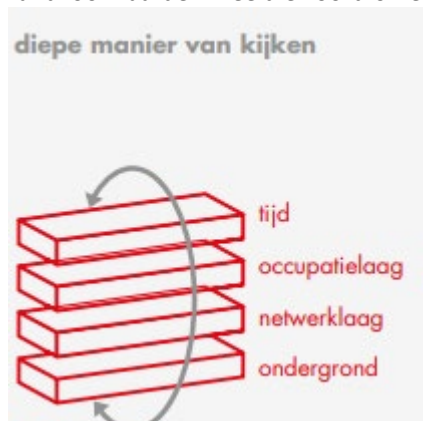 diepe manier van kijken
tijd
occupatielaag
netwerklaag
ondergrond